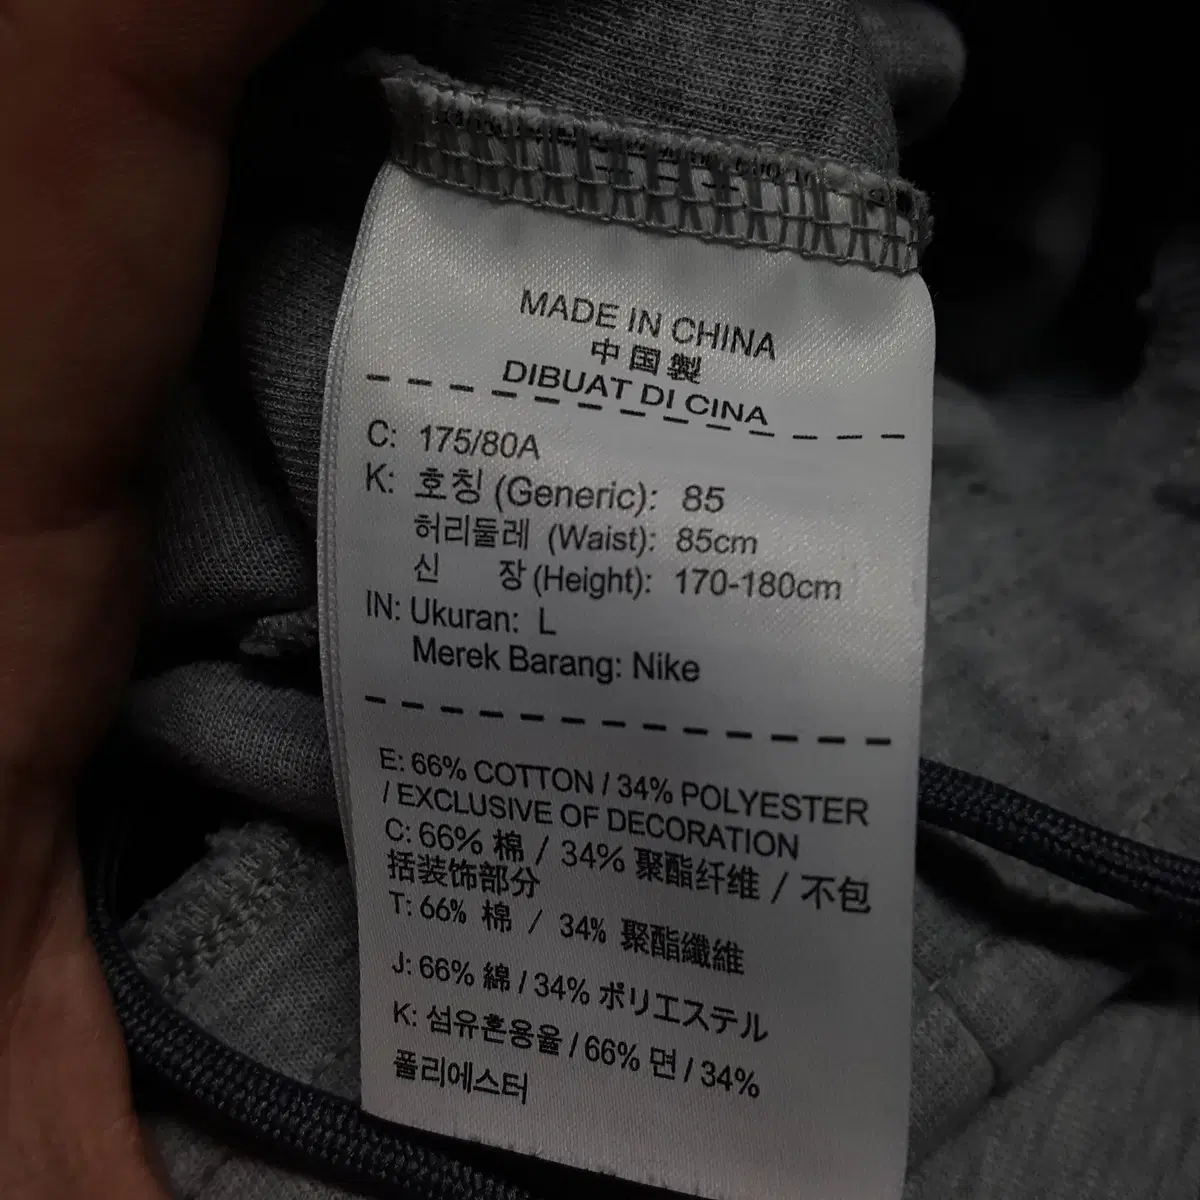 MADE IN CHINA
中国製
DIBUAT DI CINA
C: 175/80A
K: 호칭 (Generic): 85
허리둘레 (Waist): 85cm
신 장 (Height): 170-180cm
IN: Ukuran: L
Merek Barang: Nike
E: 66% COTTON / 34% POLYESTER
/ EXCLUSIVE OF DECORATION
C: 66% 棉 / 34% 聚酯纤维 / 不包
括装饰部分
T: 66% 棉 / 34% 聚酯纖維
J: 66% 綿 / 34% ポリエステル
K: 섬유혼용율 / 66% 면 / 34%
폴리에스터